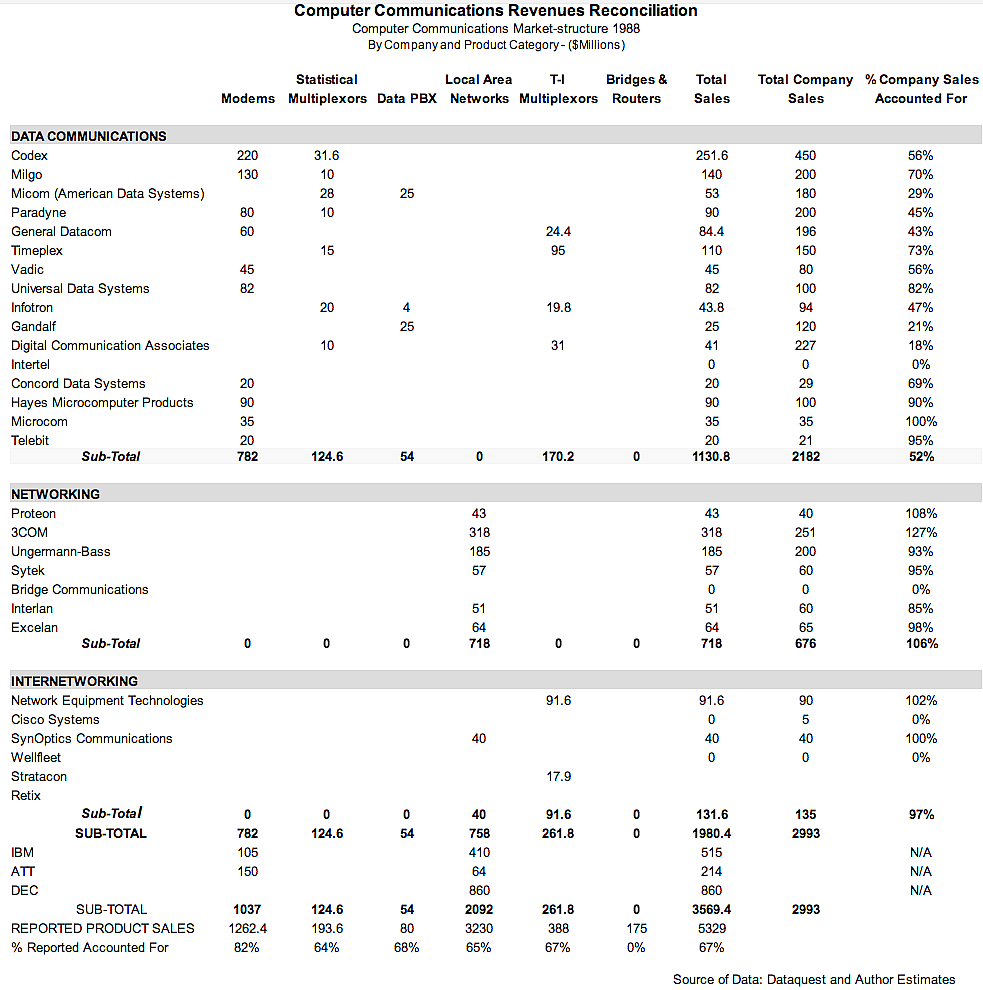 Computer Communications Revenues Reconciliation
Computer Communications Market-structure 1988
By Company and Product Category - ($Millions)
Statistical Local Area T-I Bridges & Total Total Company % Company Sales
Modems Multiplexors Data PBX Networks Multiplexors Routers Sales Sales Accounted For
DATA COMMUNICATIONS
Codex 220 31.6 251.6 450 56%
Milgo 130 10 140 200 70%
Micom (American Data Systems) 28 25 53 180 29%
Paradyne 80 10 90 200 45%
General Datacom 60 24.4 84.4 196 43%
Timeplex 15 95 110 150 73%
Vadic 45 45 80 56%
Universal Data Systems 82 82 100 82%
Infotron 20 4 19.8 43.8 94 47%
Gandalf 25 25 120 21%
Digital Communication Associates 10 31 41 227 18%
Intertel 0 0 0%
Concord Data Systems 20 20 29 69%
Hayes Microcomputer Products 90 90 100 90%
Microcom 35 35 35 100%
Telebit 20 20 21 95%
Sub-Total 782 124.6 54 0 170.2 0 1130.8 2182 52%
NETWORKING
Proteon 43 43 40 108%
3COM 318 318 251 127%
Ungermann-Bass 185 185 200 93%
Sytek 57 57 60 95%
Bridge Communications 0 0 0%
Interlan 51 51 60 85%
Excelan 64 64 65 98%
Sub-Total 0 0 0 718 0 0 718 676 106%
INTERNETWORKING
Network Equipment Technologies 91.6 91.6 90 102%
Cisco Systems 0 5 0%
SynOptics Communications 40 40 40 100%
Wellfleet 0 0 0%
Stratacon 17.9
Retix
Sub-Total 0 0 0 40 91.6 0 131.6 135 97%
SUB-TOTAL 782 124.6 54 758 261.8 0 1980.4 2993
IBM 105 410 515 N/A
ATT 150 64 214 N/A
DEC 860 860 N/A
SUB-TOTAL 1037 124.6 54 2092 261.8 0 3569.4 2993
REPORTED PRODUCT SALES 1262.4 193.6 80 3230 388 175 5329
% Reported Accounted For 82% 64% 68% 65% 67% 0% 67%
Source of Data: Dataquest and Author Estimates